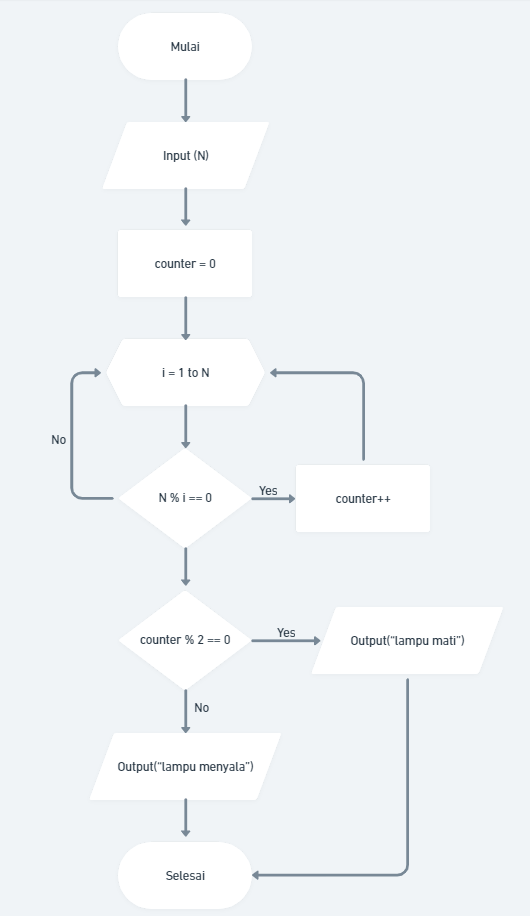 Mulai
Input (N)
counter = 0
i = 1 to N
No
N % i == 0
Yes
counter++
counter % 2 == 0
Yes
Output("lampu mati")
No
Output("lampu menyala")
Selesai